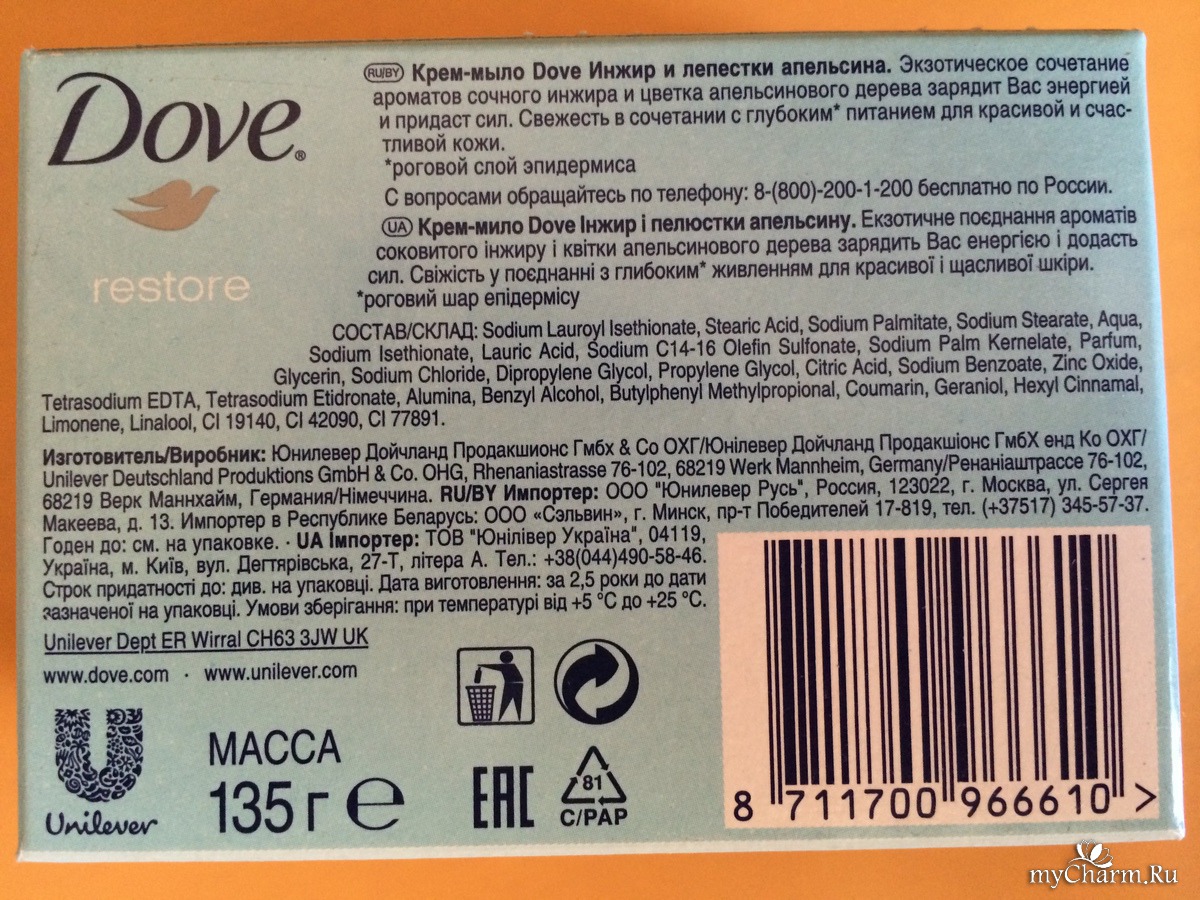 Dove®
restore
RU/BY Крем-мыло Dove Инжир и лепестки апельсина. Экзотическое сочетание
ароматов сочного инжира и цветка апельсинового дерева зарядит Вас энергией
и придаст сил. Свежесть в сочетании с глубоким* питанием для красивой и счас-
тливой кожи.
*роговой слой эпидермиса
С вопросами обращайтесь по телефону: 8-(800)-200-1-200 бесплатно по России.
UA Крем-мило Dove Інжир і пелюстки апельсину. Екзотичне поєднання ароматів
соковитого інжиру і квітки апельсинового дерева зарядить Вас енергією і додасть
сил. Свіжість у поєднанні з глибоким* живленням для красивої і щасливої шкіри.
*роговий шар епідермісу
СОСТАВ/СКЛАД: Sodium Lauroyl Isethionate, Stearic Acid, Sodium Palmitate, Sodium Stearate, Aqua,
Sodium Isethionate, Lauric Acid, Sodium C14-16 Olefin Sulfonate, Sodium Palm Kernelate, Parfum,
Glycerin, Sodium Chloride, Dipropylene Glycol, Propylene Glycol, Citric Acid, Sodium Benzoate, Zinc Oxide,
Tetrasodium EDTA, Tetrasodium Etidronate, Alumina, Benzyl Alcohol, Butylphenyl Methylpropional, Coumarin, Geraniol, Hexyl Cinnamal,
Limonene, Linalool, CI 19140, CI 42090, CI 77891.
Изготовитель/Виробник: Юнилевер Дойчланд Продакшионс Гмбх & Со ОХГ/Юнілевер Дойчланд Продакшіонс ГмбХ енд Ко ОХГ/
Unilever Deutschland Produktions GmbH & Co. OHG, Rhenaniastrasse 76-102, 68219 Werk Mannheim, Germany/Ренаніаштрассе 76-102,
68219 Верк Маннхайм, Германия/Німеччина. RU/BY Импортер: ООО "Юнилевер Русь", Россия, 123022, г. Москва, ул. Сергея
Макеева, д. 13. Импортер в Республике Беларусь: ООО «Сэльвин», г. Минск, пр-т Победителей 17-819, тел. (+37517) 345-57-37.
Годен до: см. на упаковке. · UA Імпортер: ТОВ "Юнілівер Україна", 04119,
Україна, м. Київ, вул. Дегтярівська, 27-Т, літера А. Тел.: +38(044)490-58-46.
Строк придатності до: див. на упаковці. Дата виготовлення: за 2,5 роки до дати
зазначеної на упаковці. Умови зберігання: при температурі від +5 °С до +25 °С.
Unilever Dept ER Wirral CH63 3JW UK
www.dove.com · www.unilever.com
Unilever
МАССА
135 г ℮
EAC
81
C/PAP
8 711700 966610 >
myCharm.Ru